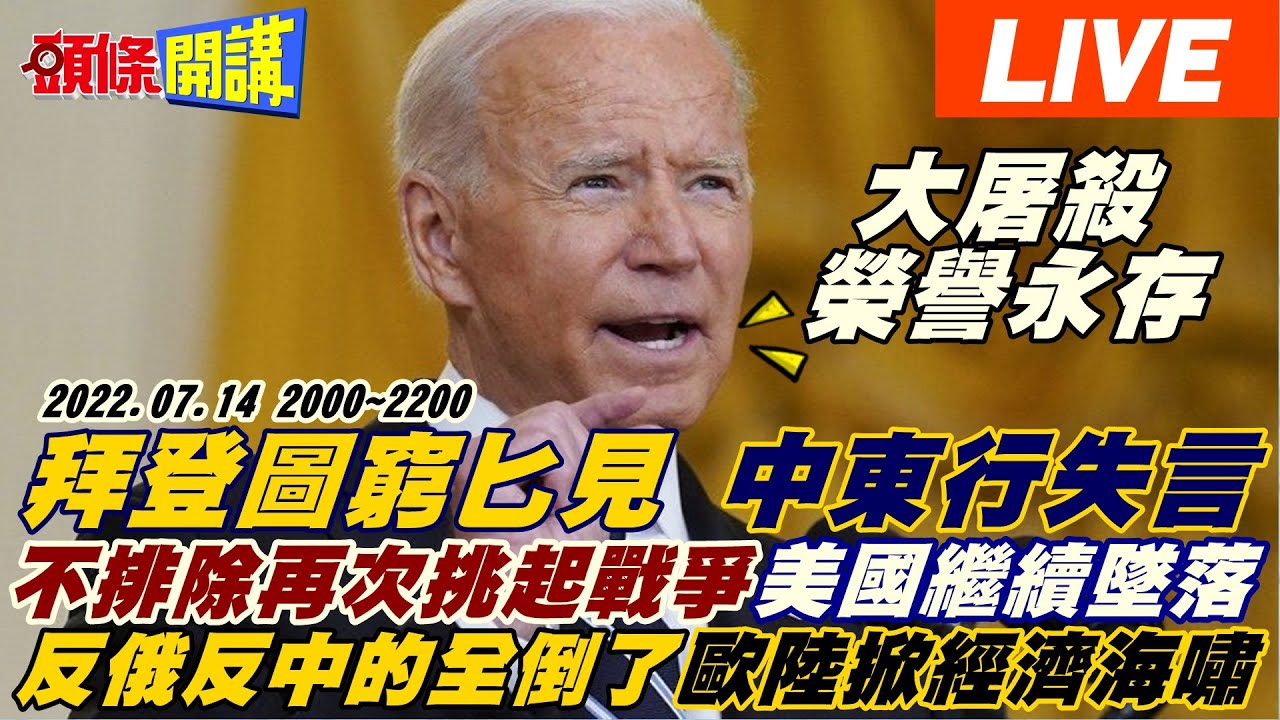 頭條開講
LIVE
大屠殺
榮譽永存
2022.07.14 2000~2200
拜登圖窮匕見 中東行失言
不排除再次挑起戰爭美國繼續墜落
反俄反中的全倒了歐陸掀經濟海嘯